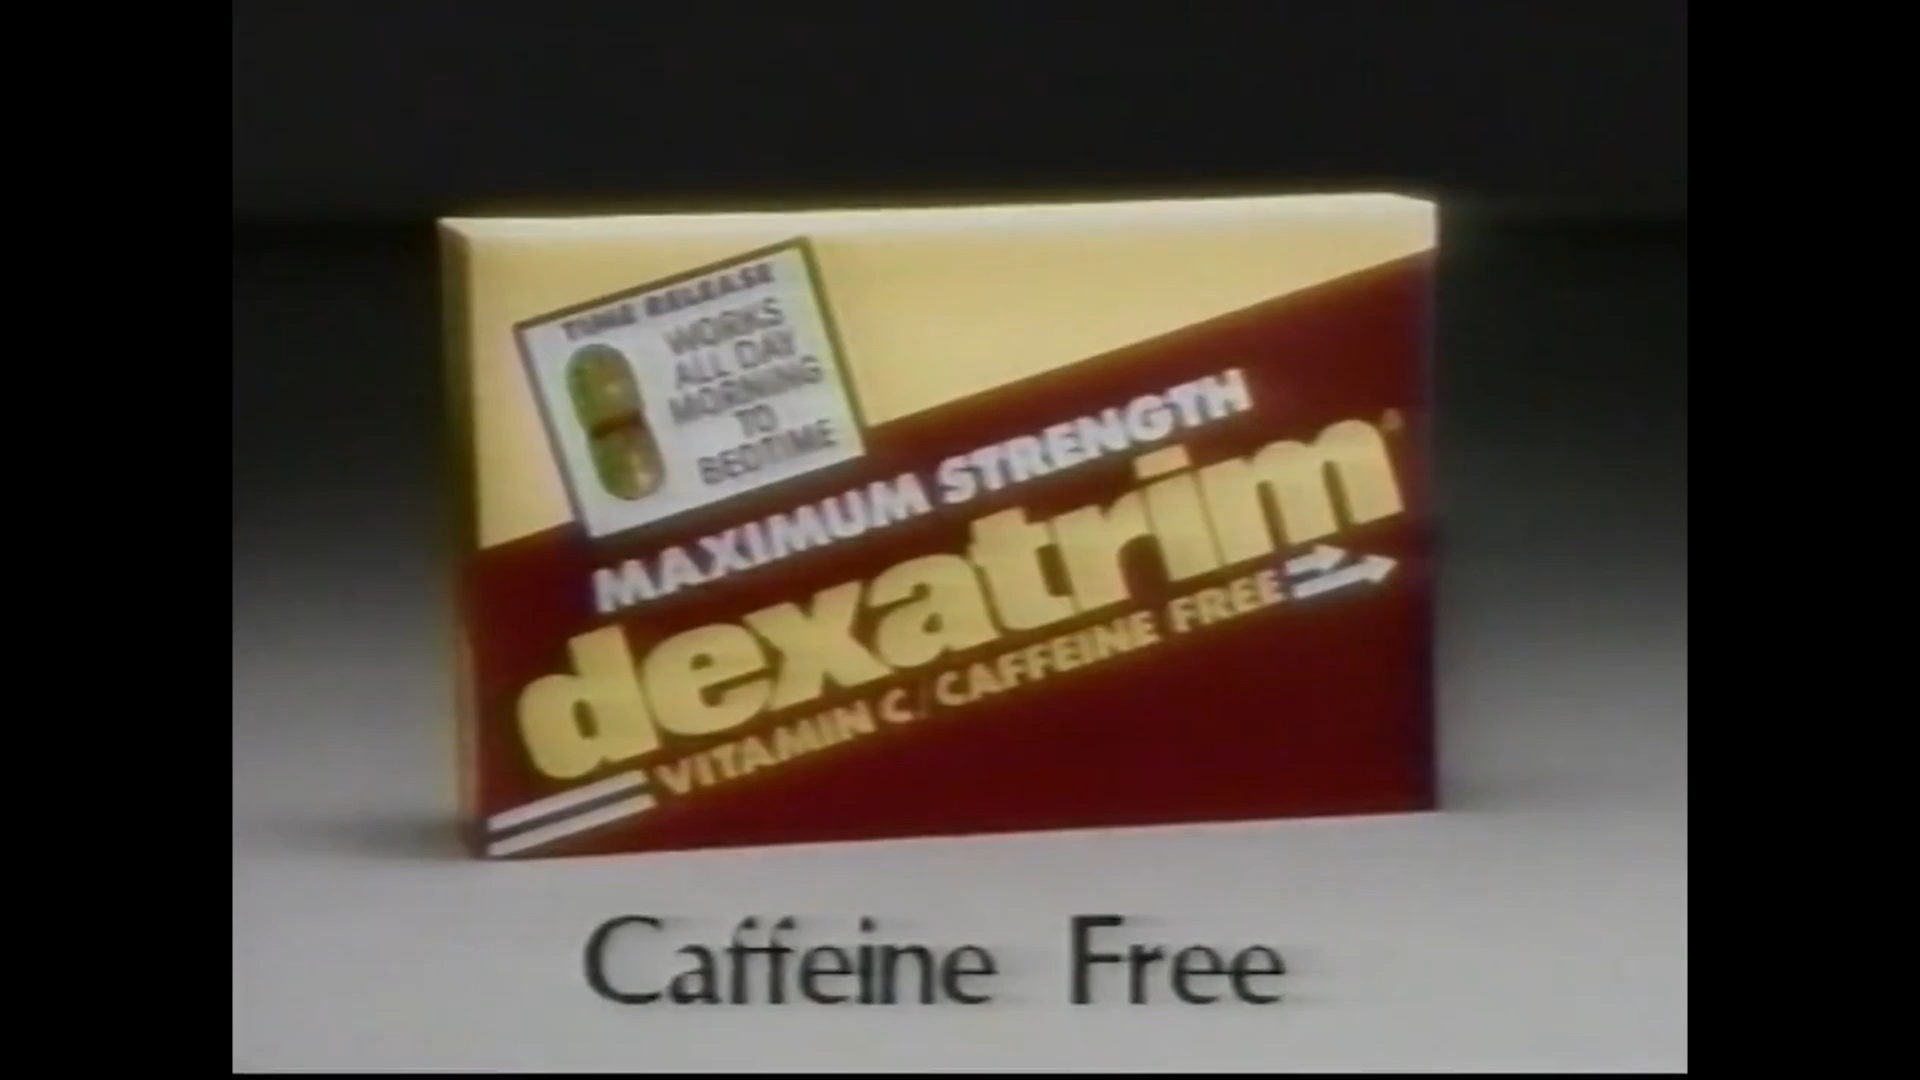 TIME RELEASE
WORKS
ALL DAY
MORNING
TO
BEDTIME
MAXIMUM STRENGTH
dexatrim
VITAMIN C/CAFFEINE FREE
Caffeine Free